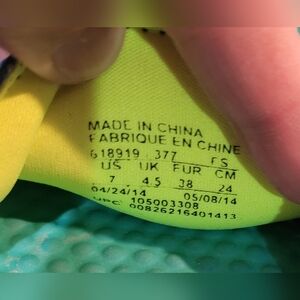 MADE IN CHINA
FABRIQUE EN CHINE
618919 377 FS
US UK EUR CM
7 4.5 38 24
04/24/14 05/08/14
105003308
UPC: 00826216401413